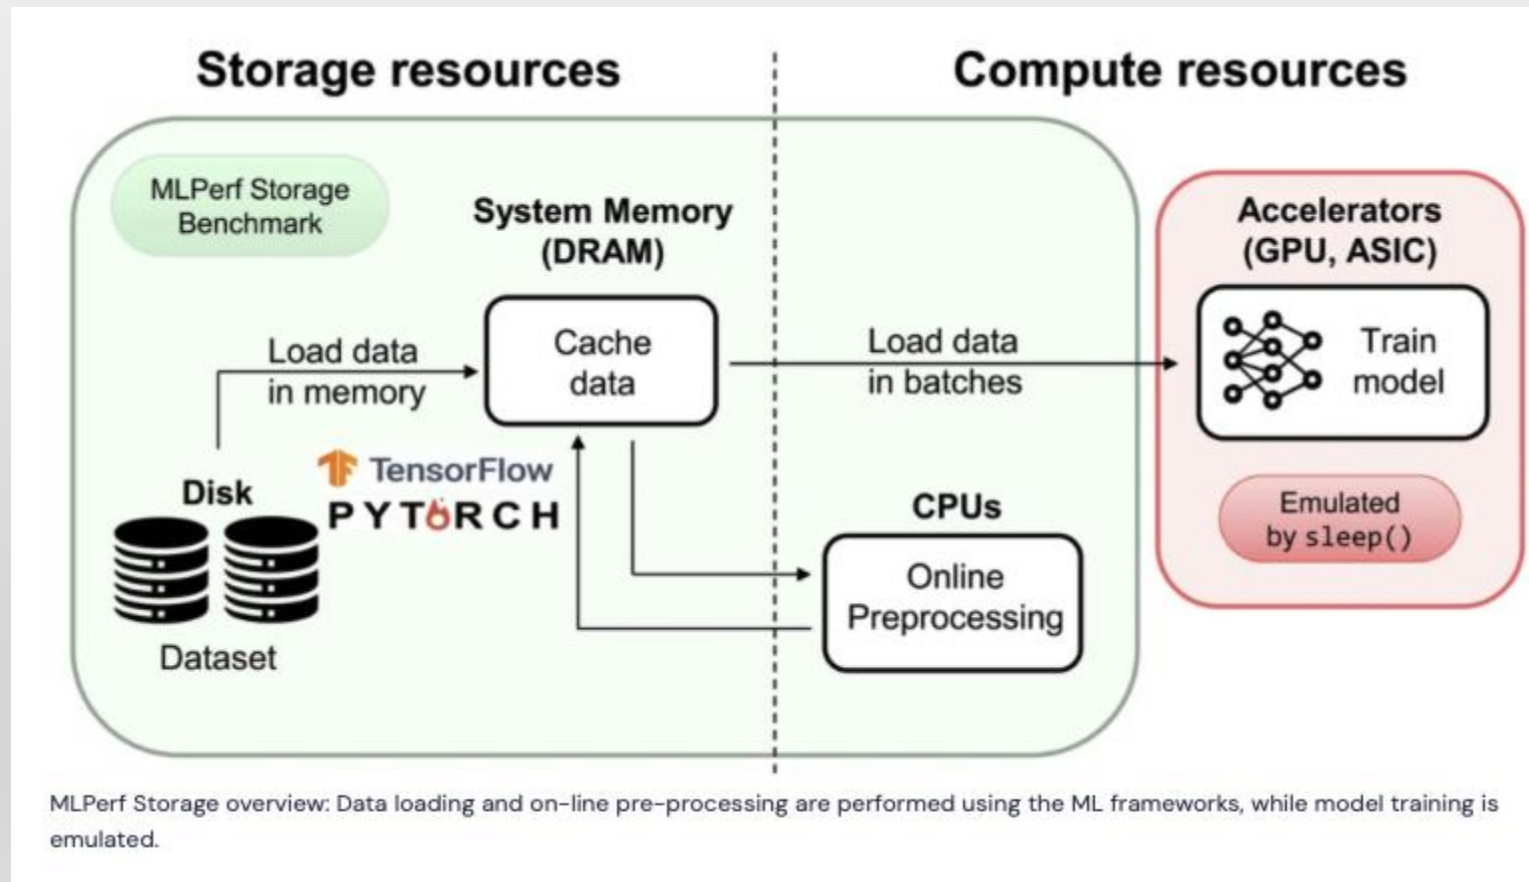 Storage resources
Compute resources
MLPerf Storage
Benchmark
System Memory
(DRAM)
Accelerators
(GPU, ASIC)
Load data
in memory
Cache
data
Load data
in batches
Train
model
TensorFlow
PYTORCH
Disk
Dataset
CPUs
Online
Preprocessing
Emulated
by sleep()
MLPerf Storage overview: Data loading and on-line pre-processing are performed using the ML frameworks, while model training is
emulated.